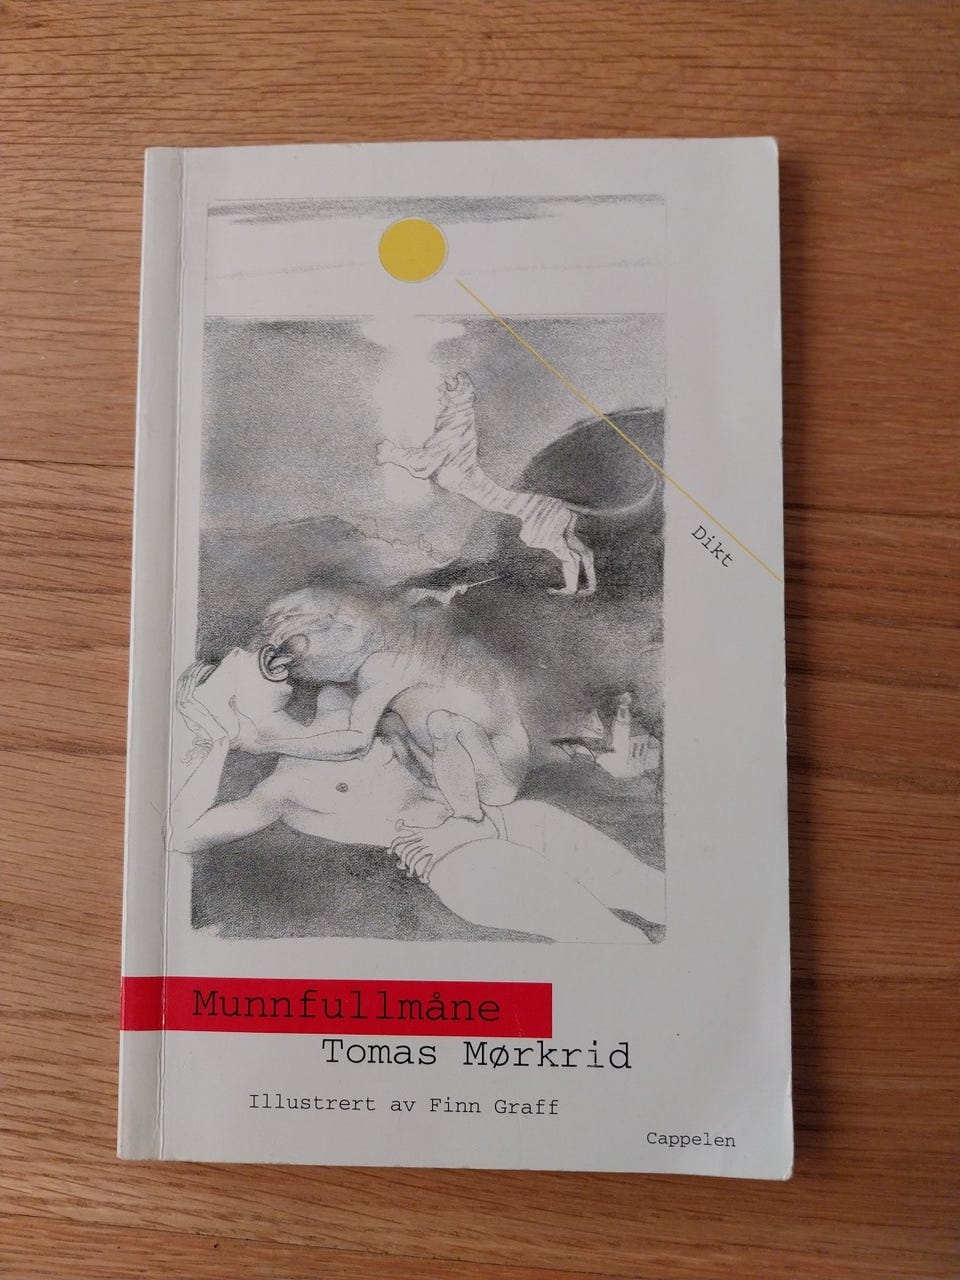 Dikt
Munnfullmåne
Tomas Mørkrid
Illustrert av Finn Graff
Cappelen